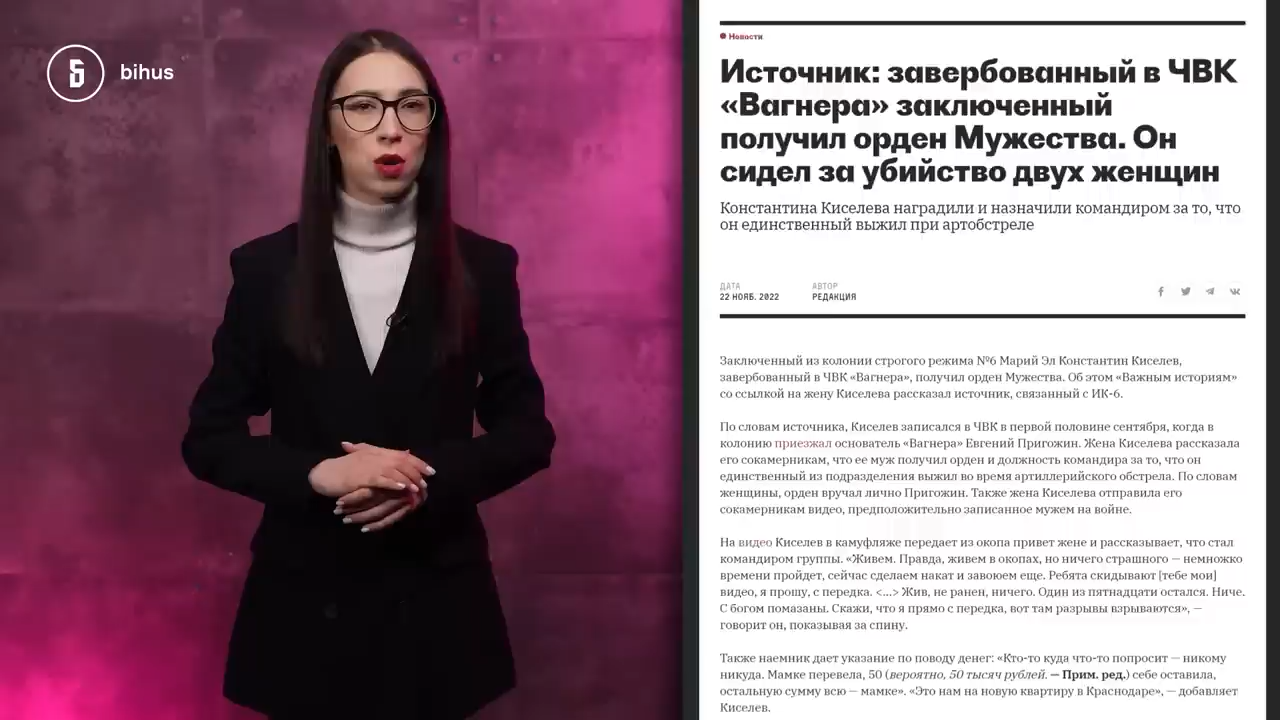 bihus
Новости
Источник: завербованный в ЧВК
«Вагнера» заключенный
получил орден Мужества. Он
сидел за убийство двух женщин
Константина Киселева наградили и назначили командиром за то, что
он единственный выжил при артобстреле
ДАТА
22 НОЯБ. 2022
АВТОР
РЕДАКЦИЯ
Заключенный из колонии строгого режима №6 Марий Эл Константин Киселев,
завербованный в ЧВК «Вагнера», получил орден Мужества. Об этом «Важным историям»
со ссылкой на жену Киселева рассказал источник, связанный с ИК-6.
По словам источника, Киселев записался в ЧВК в первой половине сентября, когда в
колонию приезжал основатель «Вагнера» Евгений Пригожин. Жена Киселева рассказала
его сокамерникам, что ее муж получил орден и должность командира за то, что он
единственный из подразделения выжил во время артиллерийского обстрела. По словам
женщины, орден вручал лично Пригожин. Также жена Киселева отправила его
сокамерникам видео, предположительно записанное мужем на войне.
На видео Киселев в камуфляже передает из окопа привет жене и рассказывает, что стал
командиром группы. «Живем. Правда, живем в окопах, но ничего страшного — немножко
времени пройдет, сейчас сделаем накат и завоюем еще. Ребята скидывают [тебе мои]
видео, я прошу, с передка. <...> Жив, не ранен, ничего. Один из пятнадцати остался. Ниче.
С богом помазаны. Скажи, что я прямо с передка, вот там разрывы взрываются», —
говорит он, показывая за спину.
Также наемник дает указание по поводу денег: «Кто-то куда что-то попросит — никому
никуда. Мамке перевела, 50 (вероятно, 50 тысяч рублей. — Прим. ред.) себе оставила,
остальную сумму всю — мамке». «Это нам на новую квартиру в Краснодаре», — добавляет
Киселев.